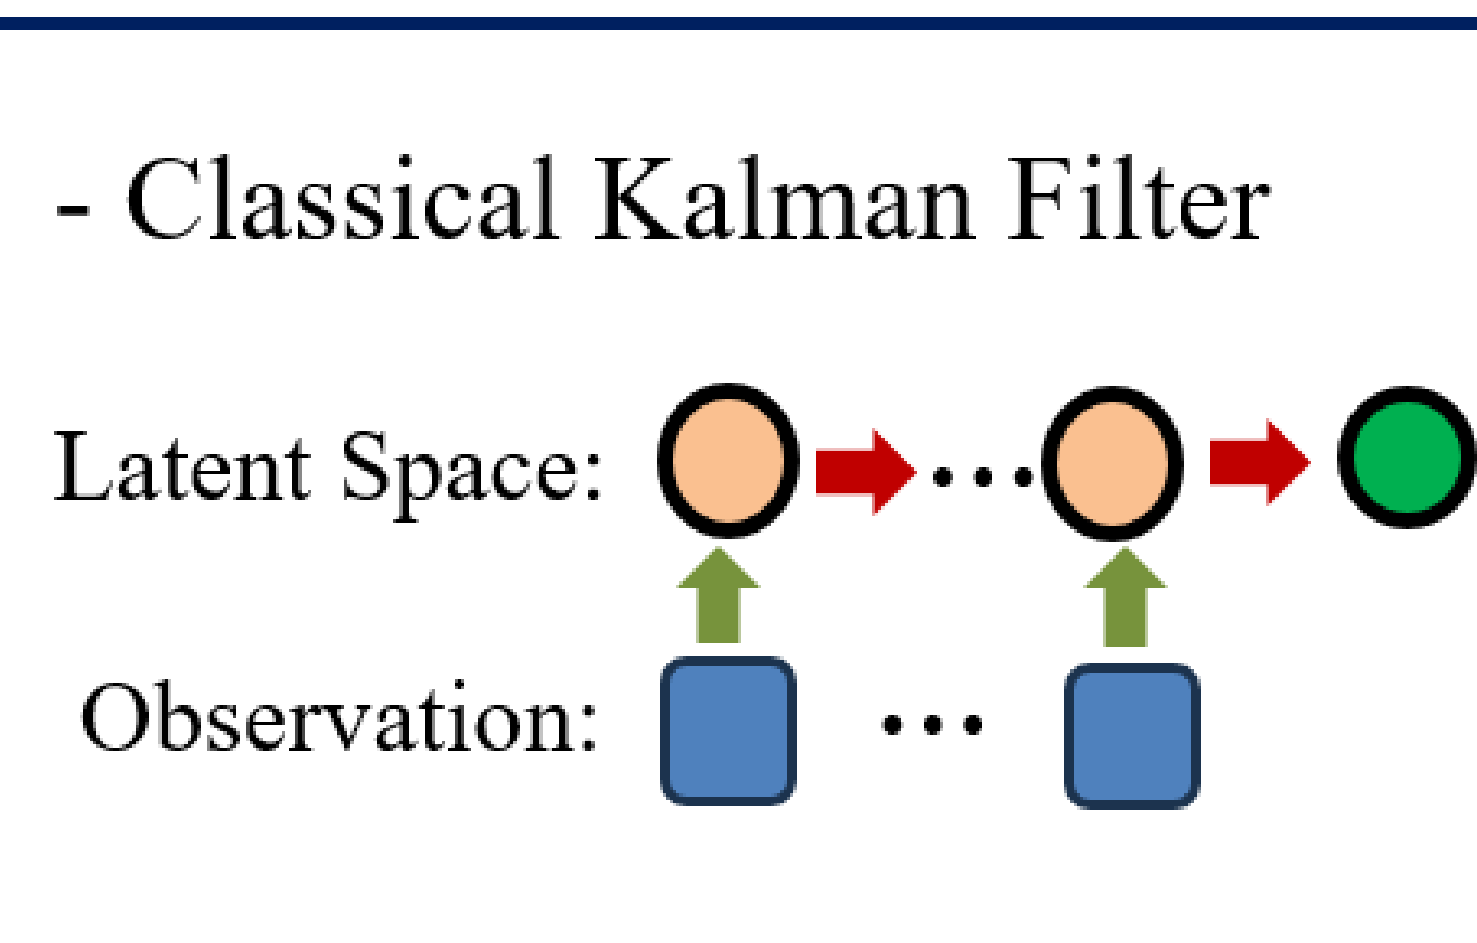 - Classical Kalman Filter
Latent Space:
...
Observation:
...